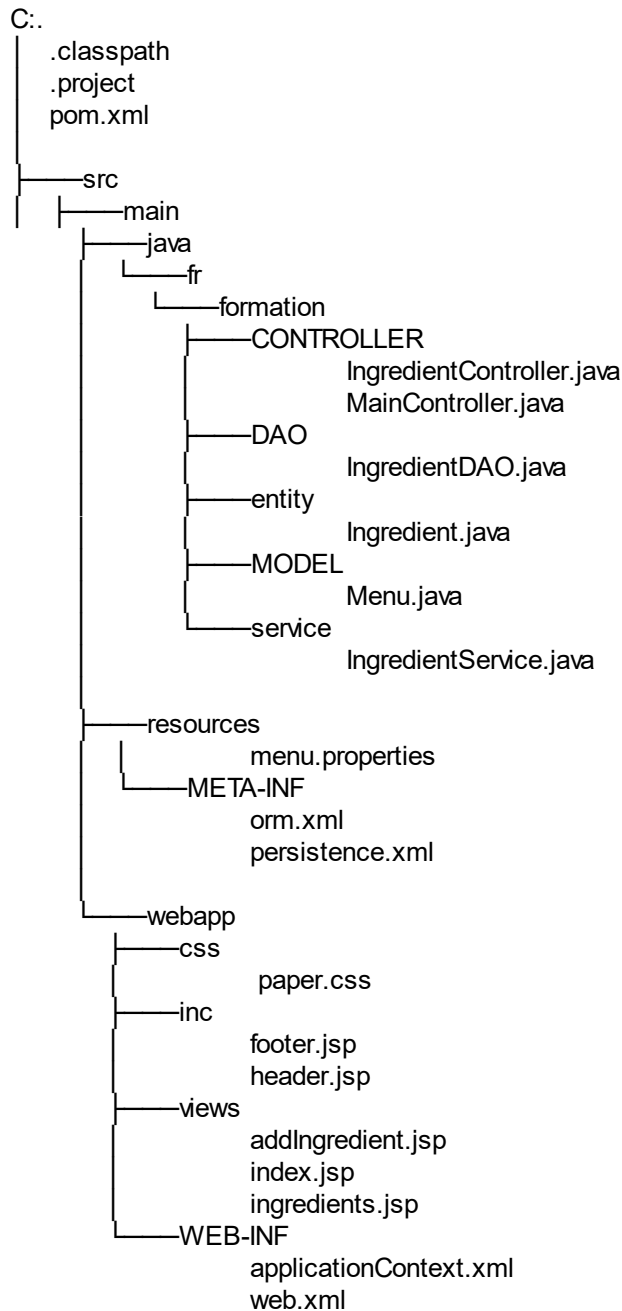 C:.
.classpath
.project
pom.xml
src
main
java
fr
formation
CONTROLLER
IngredientController.java
MainController.java
DAO
IngredientDAO.java
entity
Ingredient.java
MODEL
Menu.java
service
IngredientService.java
resources
menu.properties
META-INF
orm.xml
persistence.xml
webapp
css
paper.css
inc
footer.jsp
header.jsp
views
addIngredient.jsp
index.jsp
ingredients.jsp
WEB-INF
applicationContext.xml
web.xml